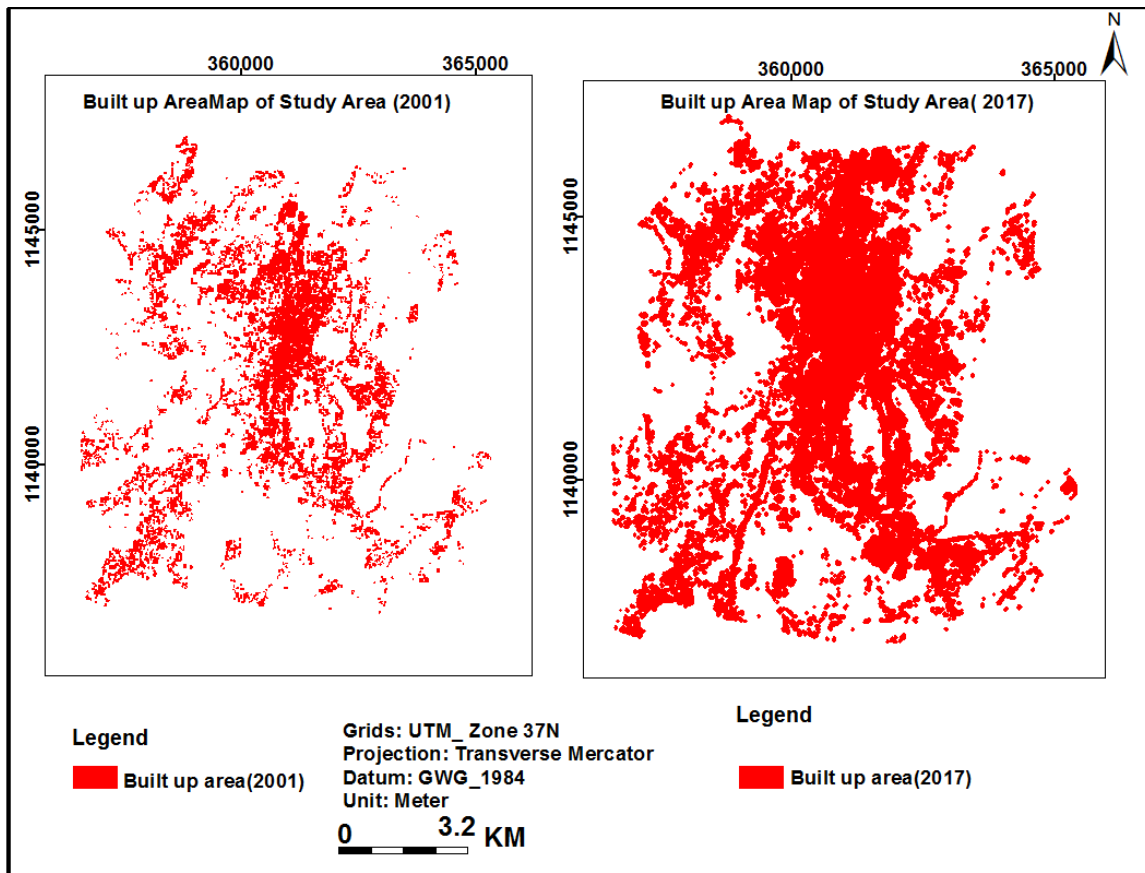 N
360000 365000
360000 365000
Built up AreaMap of Study Area (2001)
Built up Area Map of Study Area( 2017)
1145000
1140000
1145000
1140000
Legend
Built up area(2001)
Grids: UTM_ Zone 37N
Projection: Transverse Mercator
Datum: GWG_1984
Unit: Meter
0 3.2 KM
Legend
Built up area(2017)